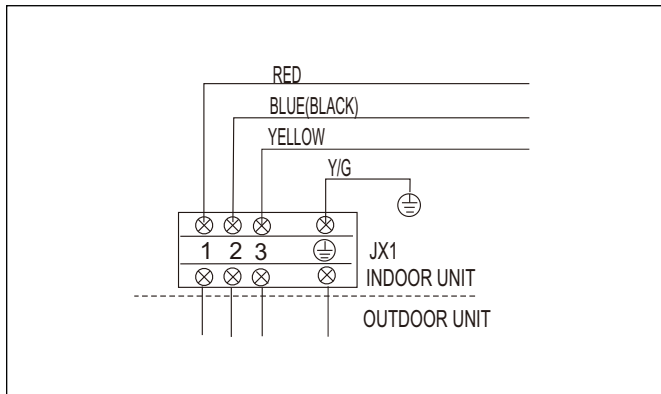 RED
BLUE(BLACK)
YELLOW
Y/G
1 2 3 JX1
INDOOR UNIT
OUTDOOR UNIT